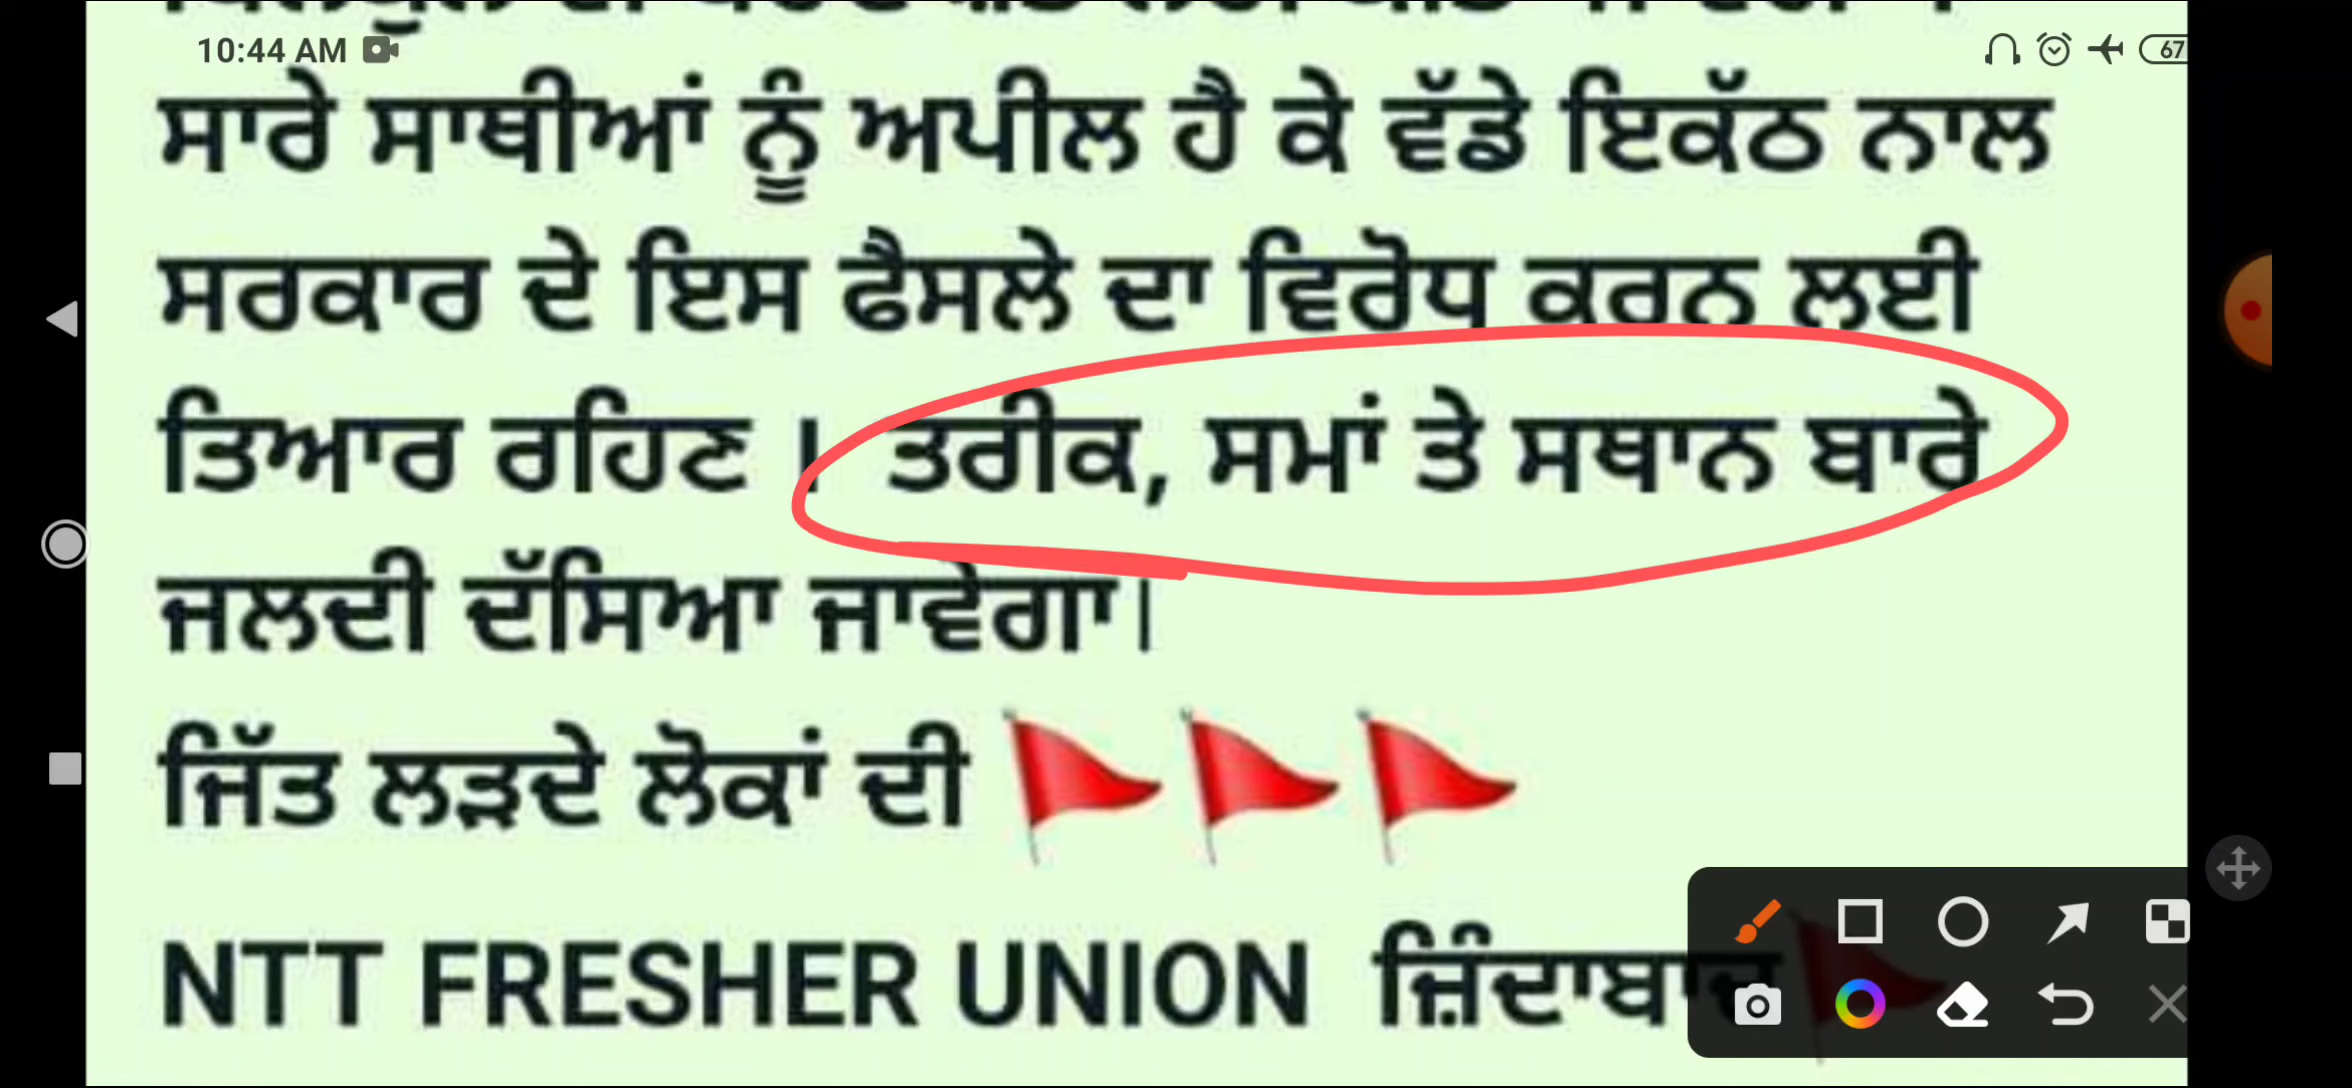 10:44 AM
67
ਸਾਰੇ ਸਾਥੀਆਂ ਨੂੰ ਅਪੀਲ ਹੈ ਕੇ ਵੱਡੇ ਇਕੱਠ ਨਾਲ
ਸਰਕਾਰ ਦੇ ਇਸ ਫੈਸਲੇ ਦਾ ਵਿਰੋਧ ਕਰਨ ਲਈ
ਤਿਆਰ ਰਹਿਣ । ਤਰੀਕ, ਸਮਾਂ ਤੇ ਸਥਾਨ ਬਾਰੇ
ਜਲਦੀ ਦੱਸਿਆ ਜਾਵੇਗਾ।
ਜਿੱਤ ਲੜਦੇ ਲੋਕਾਂ ਦੀ
NTT FRESHER UNION ਜ਼ਿੰਦਾਬਾਦ